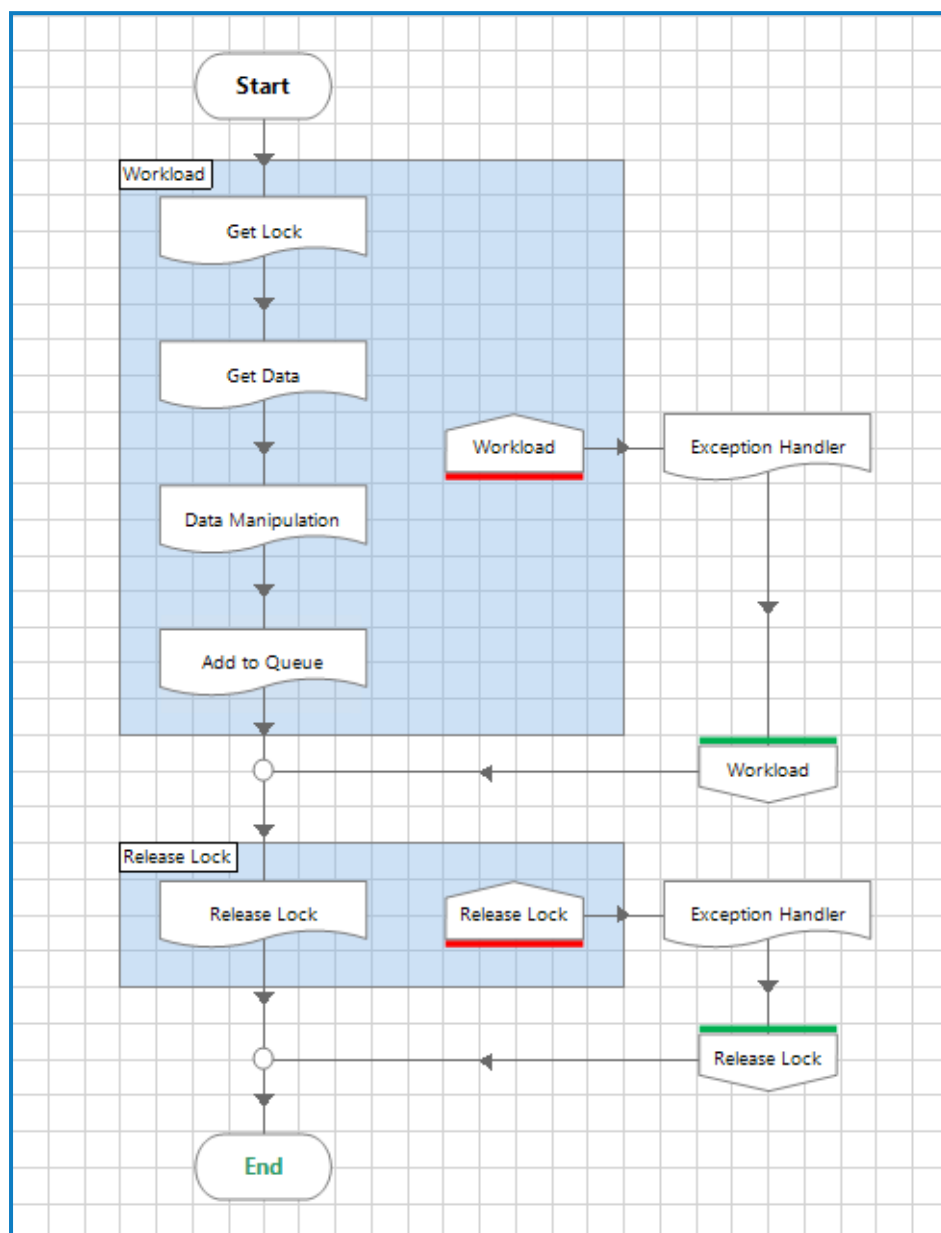 Start
Workload
Get Lock
Get Data
Workload
Exception Handler
Data Manipulation
Add to Queue
Workload
Release Lock
Release Lock
Release Lock
Exception Handler
Release Lock
End